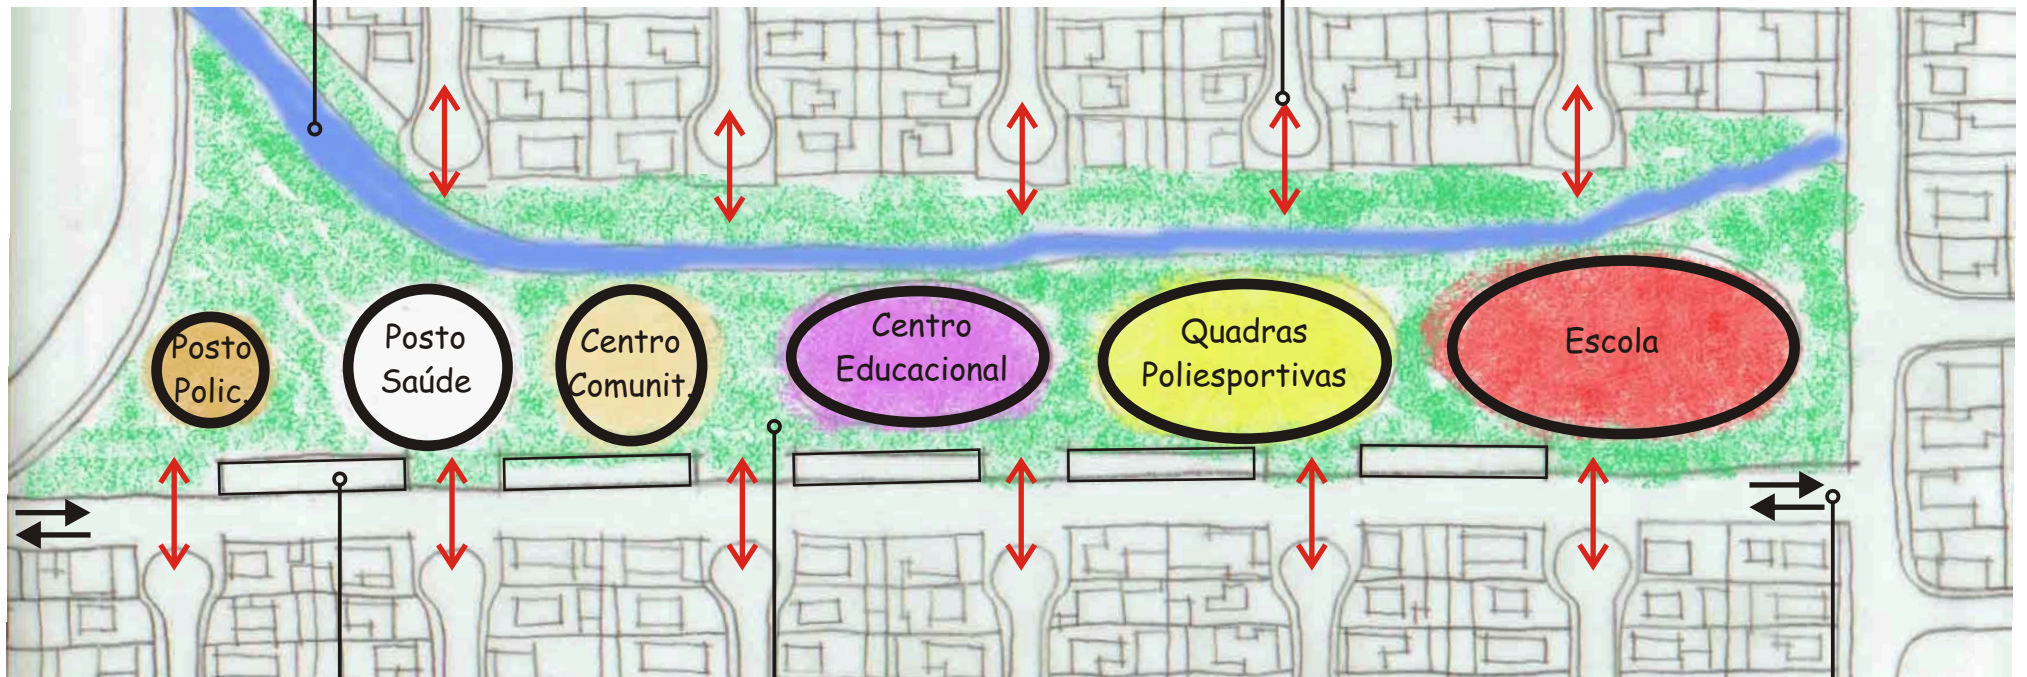 Posto
Polic.
Posto
Saúde
Centro
Comunit.
Centro
Educacional
Quadras
Poliesportivas
Escola